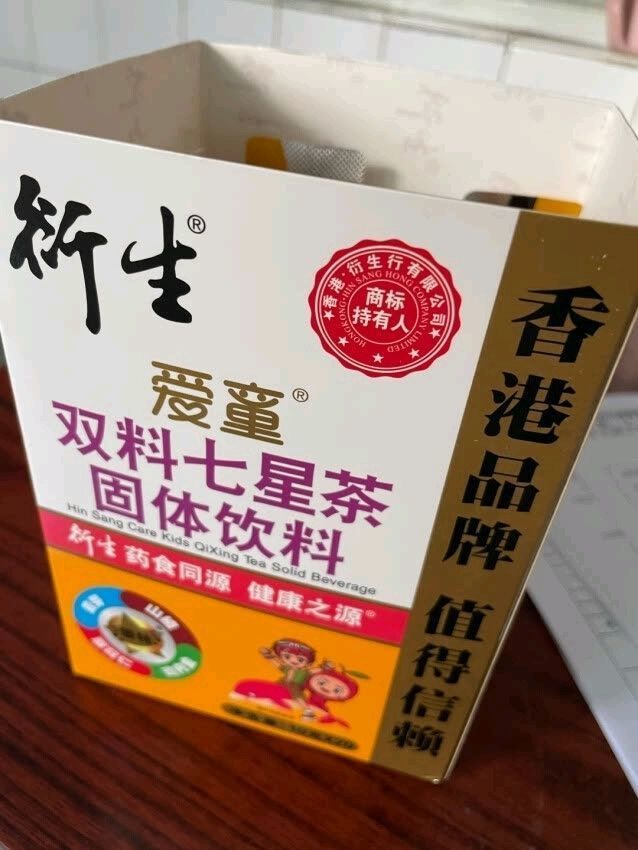 衍生®
香港·衍生行有限公司
商标
持有人
HONGKONG·HIN SANG HONG COMPANY LIMITED
爱童®
双料七星茶
固体饮料
Hin Sang Care Kids QiXing Tea Solid Beverage
衍生 药食同源 健康之源®
山楂
香港品牌 值得信赖